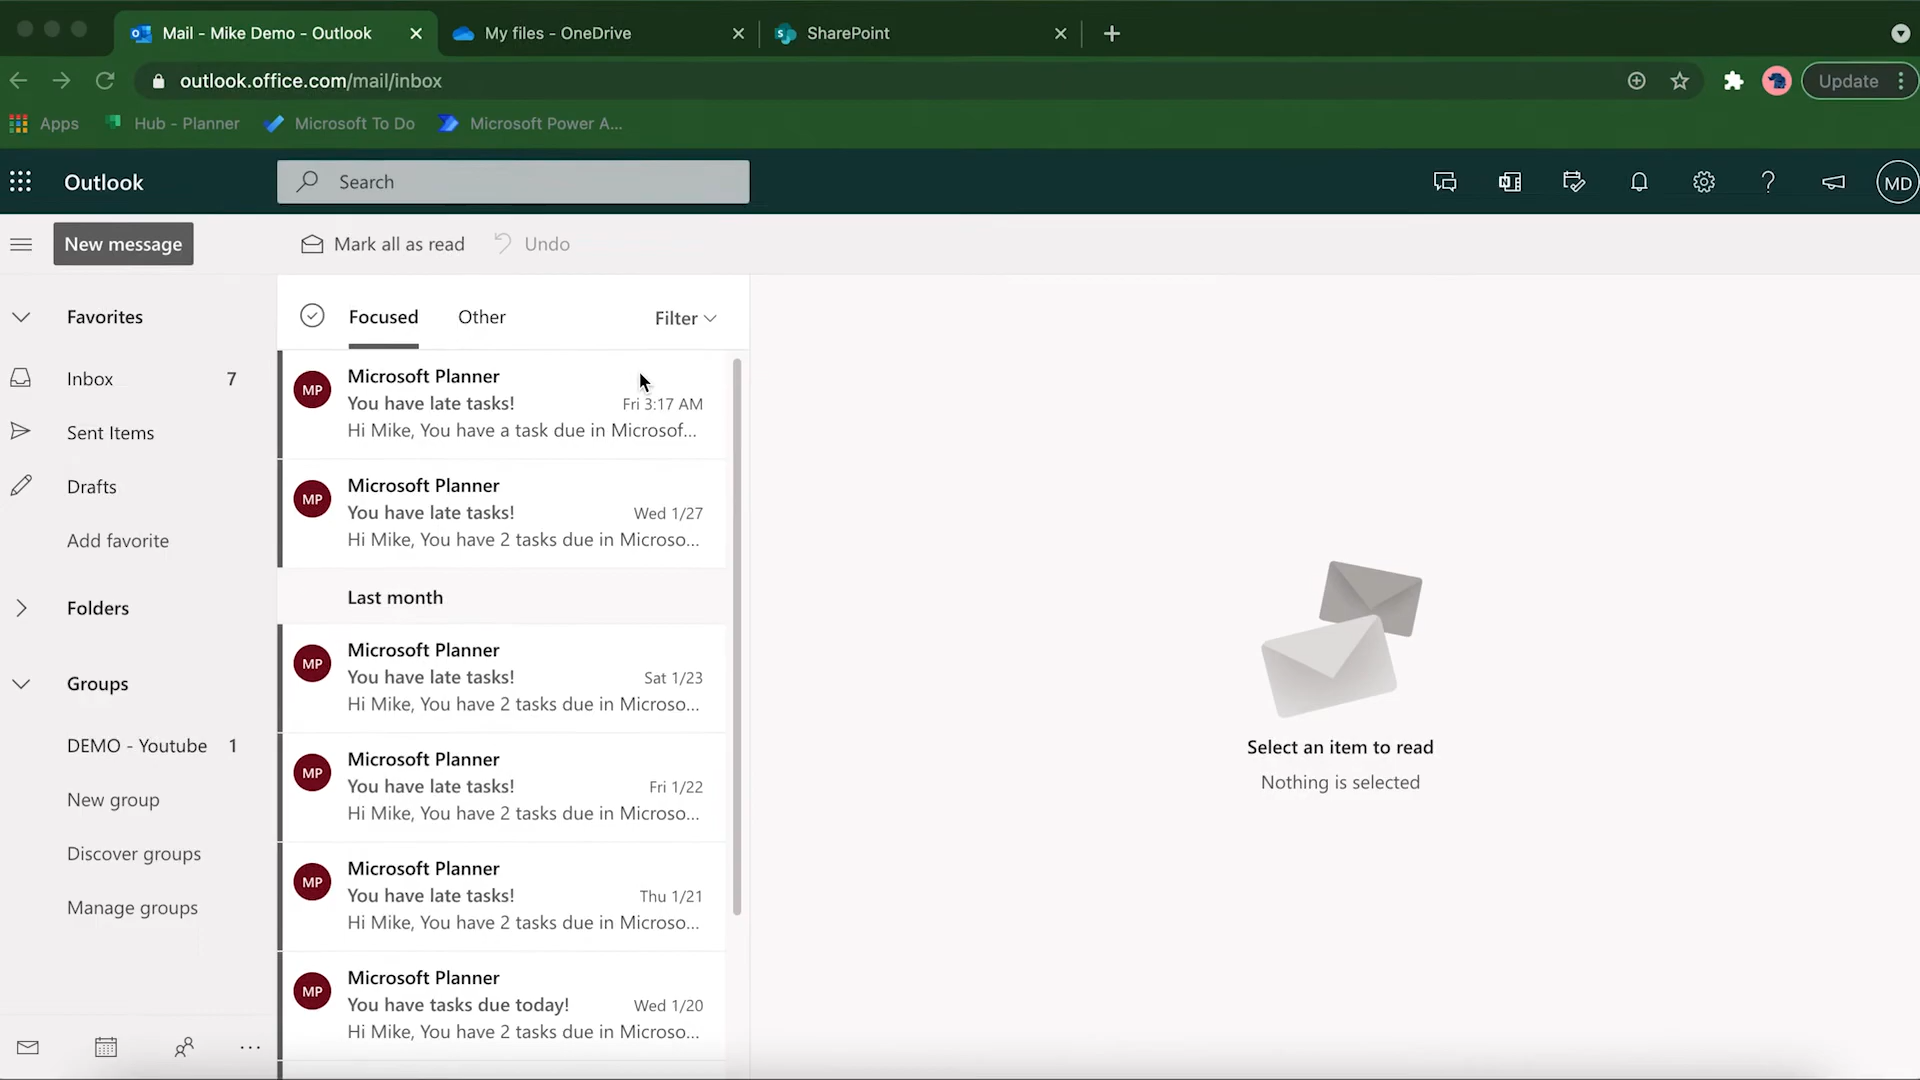 Mail - Mike Demo - Outlook
My files - OneDrive
SharePoint
outlook.office.com/mail/inbox
Update
Apps
Hub - Planner
Microsoft To Do
Microsoft Power A...
Outlook
Search
MD
New message
Mark all as read
Undo
Favorites
Inbox 7
Sent Items
Drafts
Add favorite
Folders
Groups
DEMO - Youtube 1
New group
Discover groups
Manage groups
Focused
Other
Filter
MP
Microsoft Planner
You have late tasks! Fri 3:17 AM
Hi Mike, You have a task due in Microsof...
MP
Microsoft Planner
You have late tasks! Wed 1/27
Hi Mike, You have 2 tasks due in Microso...
Last month
MP
Microsoft Planner
You have late tasks! Sat 1/23
Hi Mike, You have 2 tasks due in Microso...
MP
Microsoft Planner
You have late tasks! Fri 1/22
Hi Mike, You have 2 tasks due in Microso...
MP
Microsoft Planner
You have late tasks! Thu 1/21
Hi Mike, You have 2 tasks due in Microso...
MP
Microsoft Planner
You have tasks due today! Wed 1/20
Hi Mike, You have 2 tasks due in Microso...
Select an item to read
Nothing is selected